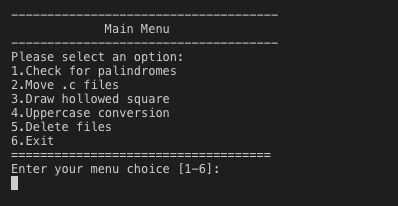 -------------------------------------
Main Menu
-------------------------------------
Please select an option:
1.Check for palindromes
2.Move .c files
3.Draw hollowed square
4.Uppercase conversion
5.Delete files
6.Exit
====================================
Enter your menu choice [1-6]: